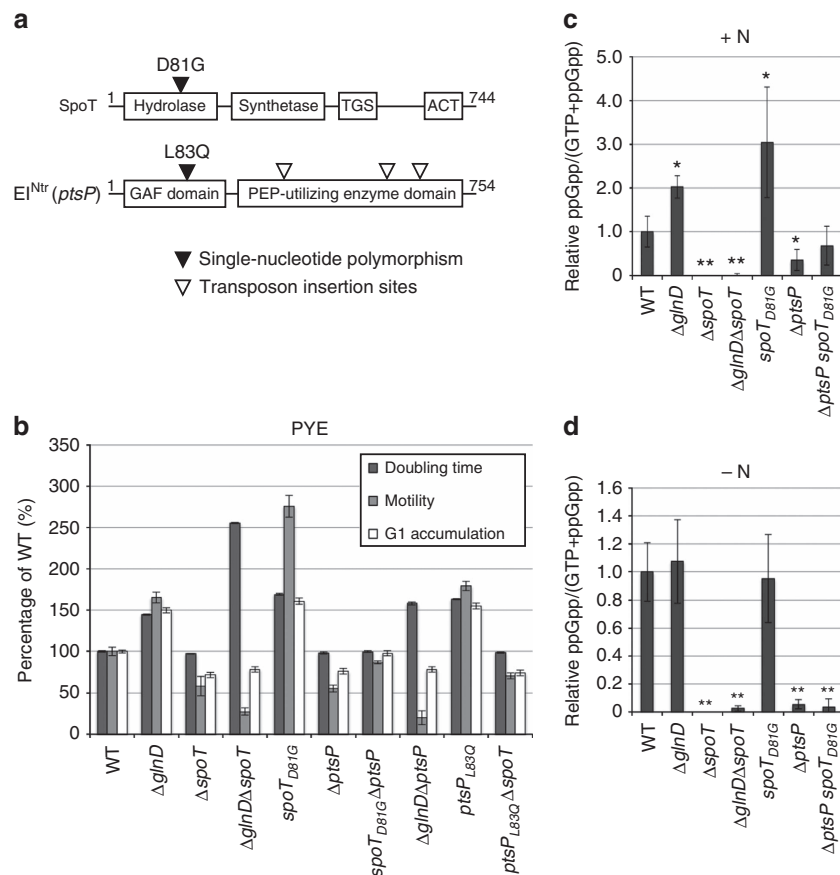 a
D81G
SpoT
1
Hydrolase
Synthetase
TGS
ACT
744
L83Q
EI^Ntr (ptsP)
1
GAF domain
PEP-utilizing enzyme domain
754
▼ Single-nucleotide polymorphism
▽ Transposon insertion sites
b
PYE
Percentage of WT (%)
350
300
250
200
150
100
50
0
Doubling time
Motility
G1 accumulation
WT
ΔglnD
ΔspoT
ΔglnDΔspoT
spoT_D81G
ΔptsP
spoT_D81GΔptsP
ΔglnDΔptsP
ptsP_L83Q
ptsP_L83QΔspoT
c
+ N
Relative ppGpp/(GTP+ppGpp)
5.0
4.0
3.0
2.0
1.0
0
*
**
**
*
*
WT
ΔglnD
ΔspoT
ΔglnDΔspoT
spoT_D81G
ΔptsP
ΔptsP spoT_D81G
d
– N
Relative ppGpp/(GTP+ppGpp)
1.6
1.4
1.2
1.0
0.8
0.6
0.4
0.2
0
**
**
**
**
WT
ΔglnD
ΔspoT
ΔglnDΔspoT
spoT_D81G
ΔptsP
ΔptsP spoT_D81G